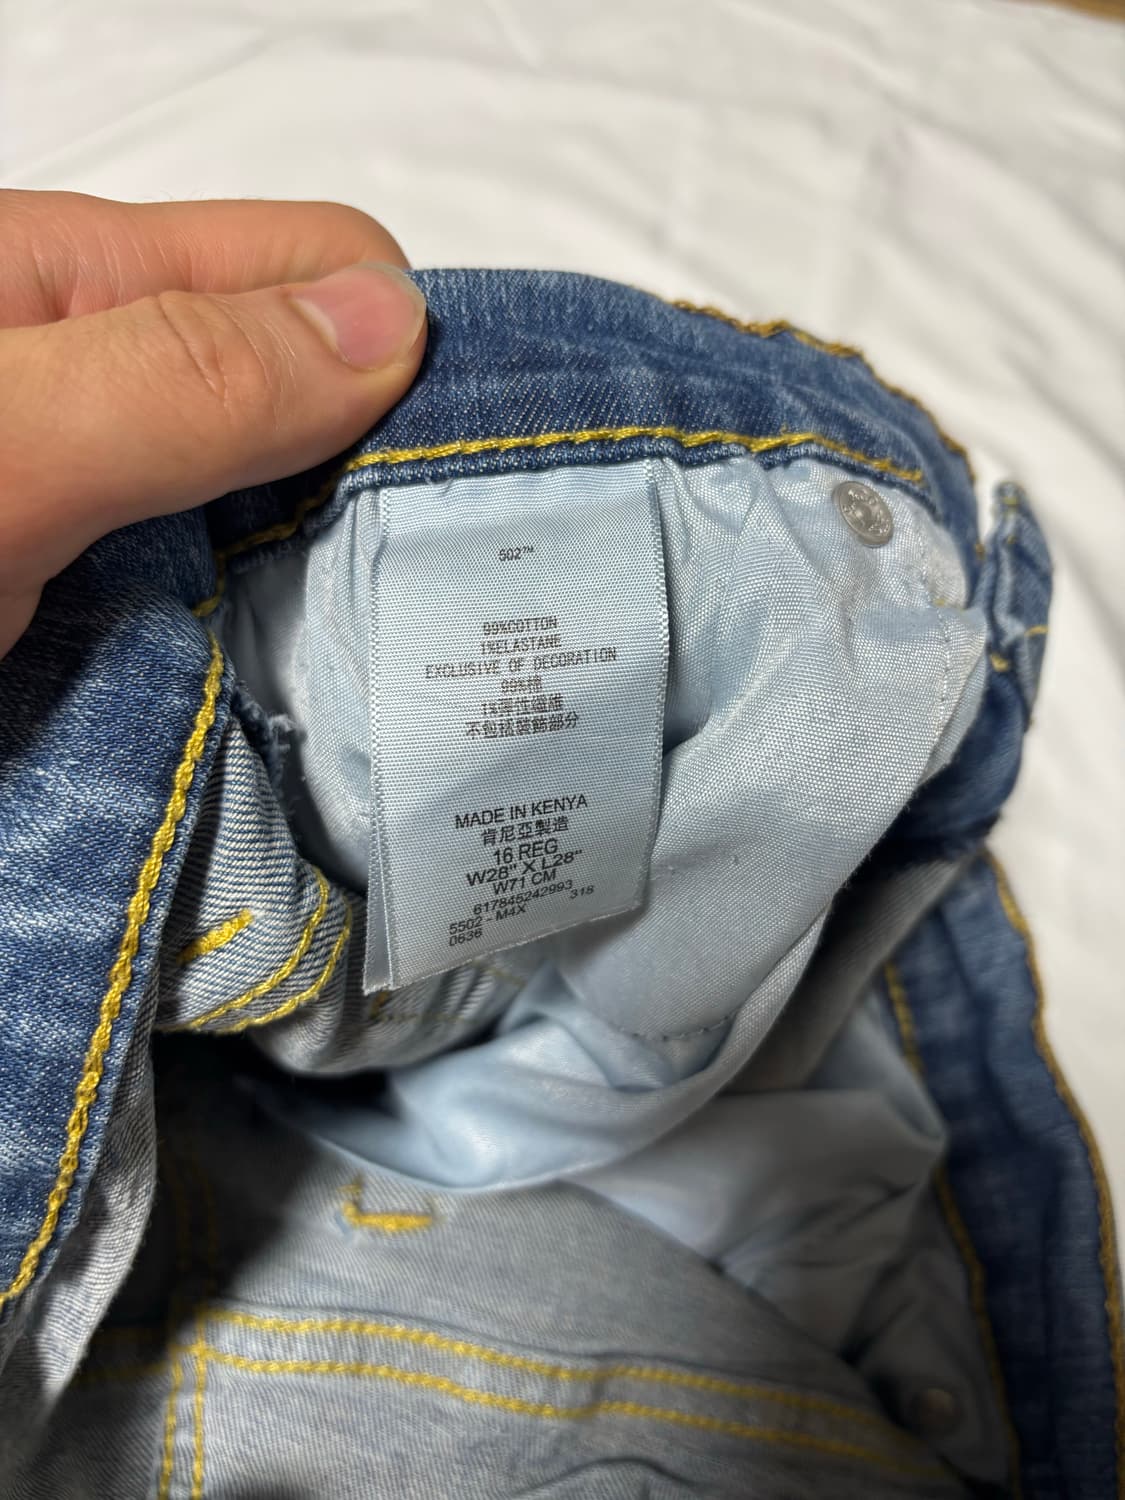 502™
99%COTTON
1%ELASTANE
EXCLUSIVE OF DECORATION
99%棉
1%彈性纖維
不包括裝飾部分
MADE IN KENYA
肯尼亞製造
16 REG
W28" X L28"
W71 CM
617845242993 318
5502 - M4X
0636